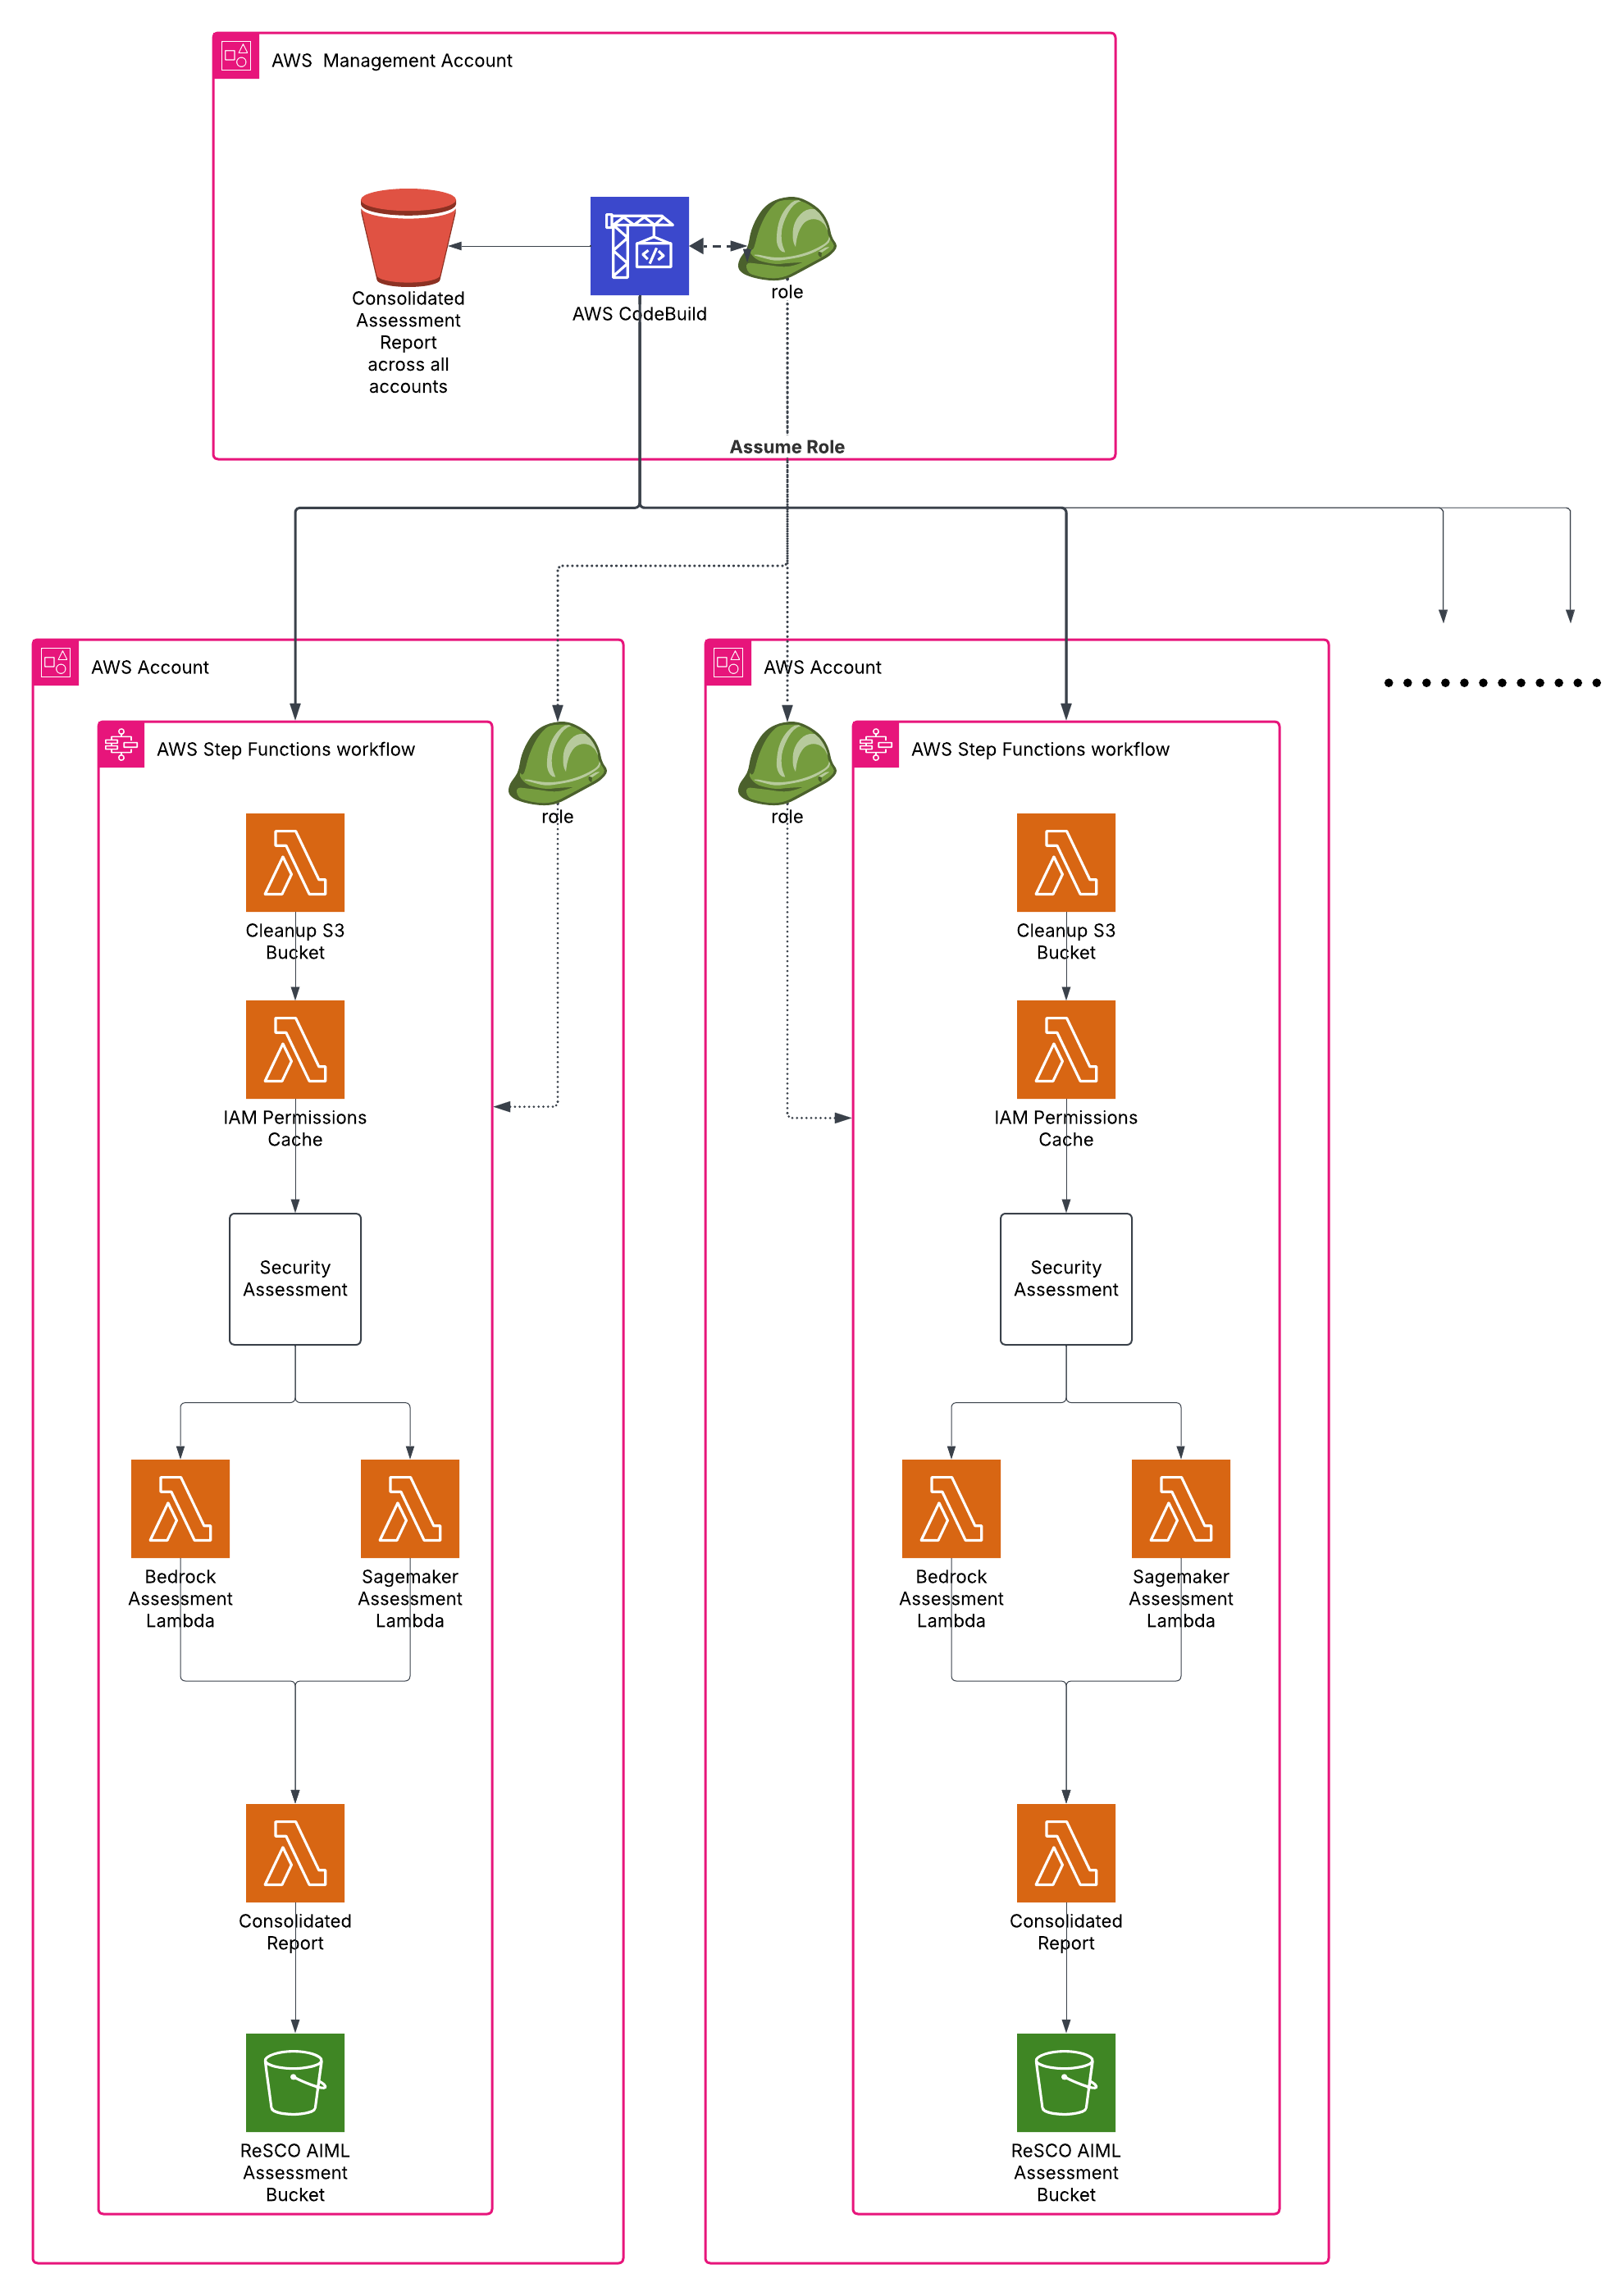 AWS  Management Account
Consolidated
Assessment
Report
across all
accounts
AWS CodeBuild
role
Assume Role
AWS Account
AWS Step Functions workflow
role
Cleanup S3
Bucket
IAM Permissions
Cache
Security
Assessment
Bedrock
Assessment
Lambda
Sagemaker
Assessment
Lambda
Consolidated
Report
ReSCO AIML
Assessment
Bucket
AWS Account
role
AWS Step Functions workflow
Cleanup S3
Bucket
IAM Permissions
Cache
Security
Assessment
Bedrock
Assessment
Lambda
Sagemaker
Assessment
Lambda
Consolidated
Report
ReSCO AIML
Assessment
Bucket